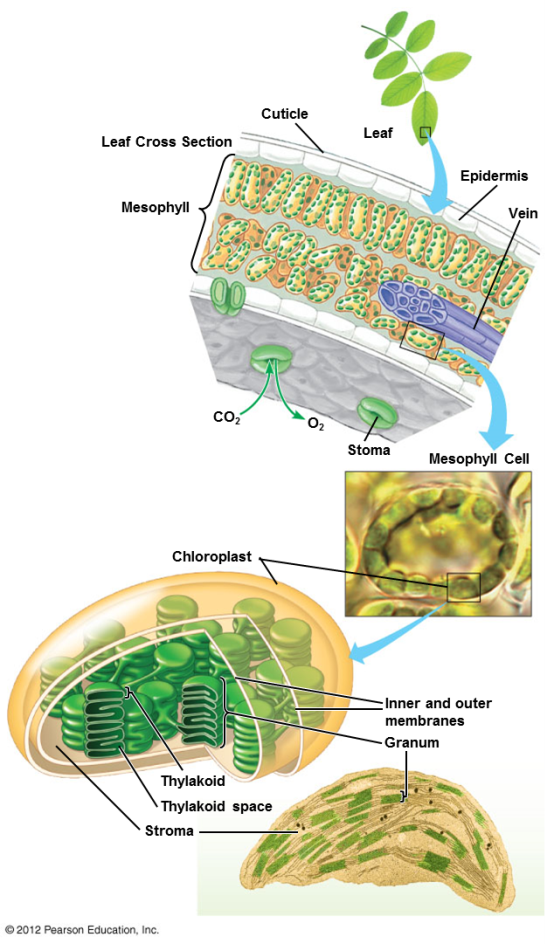 Cuticle
Leaf Cross Section
Leaf
Epidermis
Mesophyll
Vein
CO₂
O₂
Stoma
Mesophyll Cell
Chloroplast
Inner and outer
membranes
Granum
Thylakoid
Thylakoid space
Stroma
© 2012 Pearson Education, Inc.